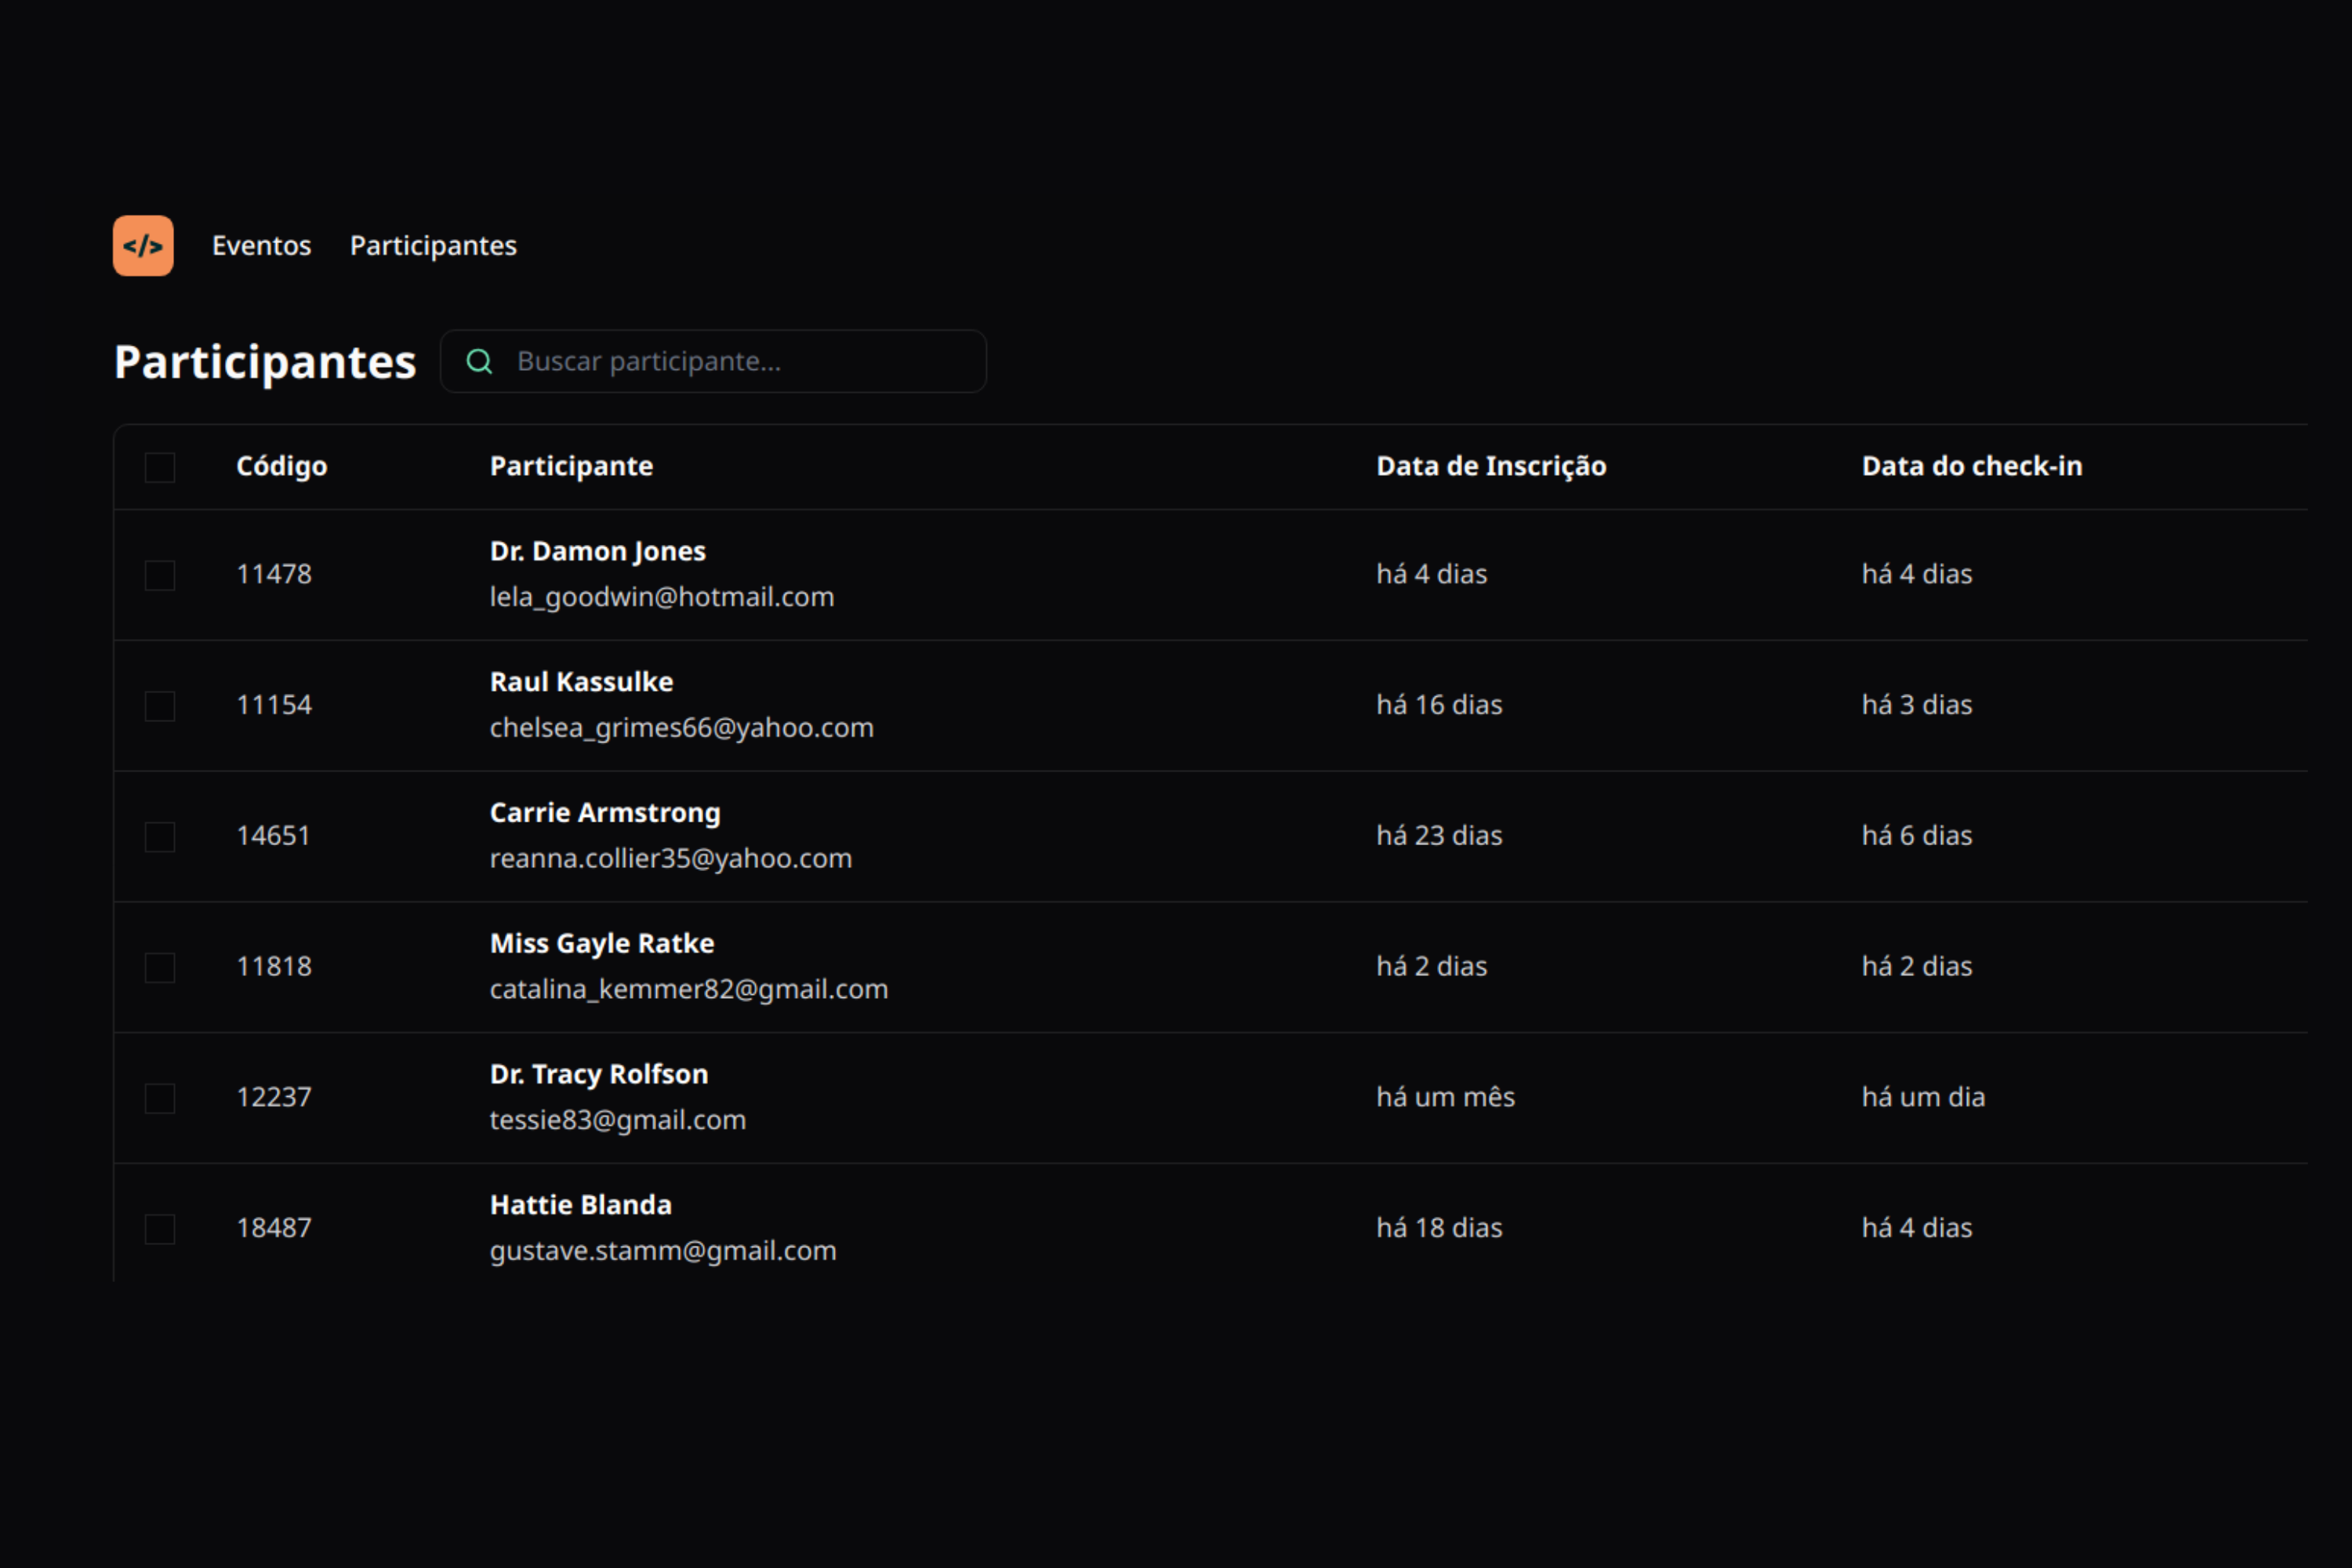 </> Eventos Participantes
Participantes Buscar participante...
Código Participante Data de Inscrição Data do check-in
Dr. Damon Jones
11478 há 4 dias há 4 dias
lela_goodwin@hotmail.com
Raul Kassulke
11154 há 16 dias há 3 dias
chelsea_grimes66@yahoo.com
Carrie Armstrong
14651 há 23 dias há 6 dias
reanna.collier35@yahoo.com
Miss Gayle Ratke
11818 há 2 dias há 2 dias
catalina_kemmer82@gmail.com
Dr. Tracy Rolfson
12237 há um mês há um dia
tessie83@gmail.com
Hattie Blanda
18487 há 18 dias há 4 dias
gustave.stamm@gmail.com